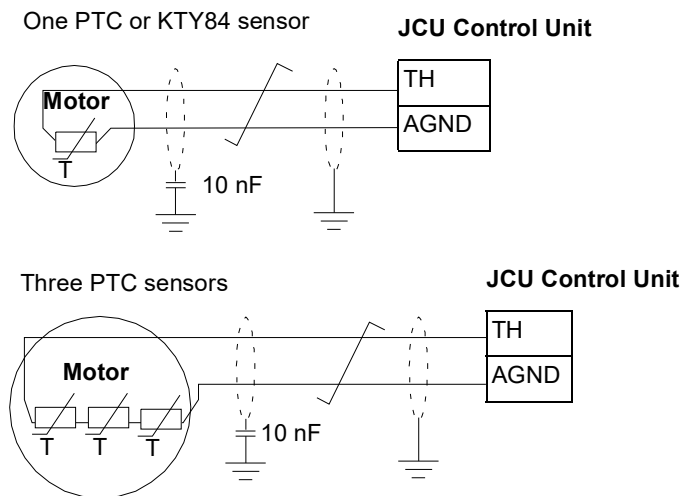 One PTC or KTY84 sensor
JCU Control Unit
TH
Motor
AGND
T
10 nF
Three PTC sensors
JCU Control Unit
TH
Motor
AGND
10 nF
T T T